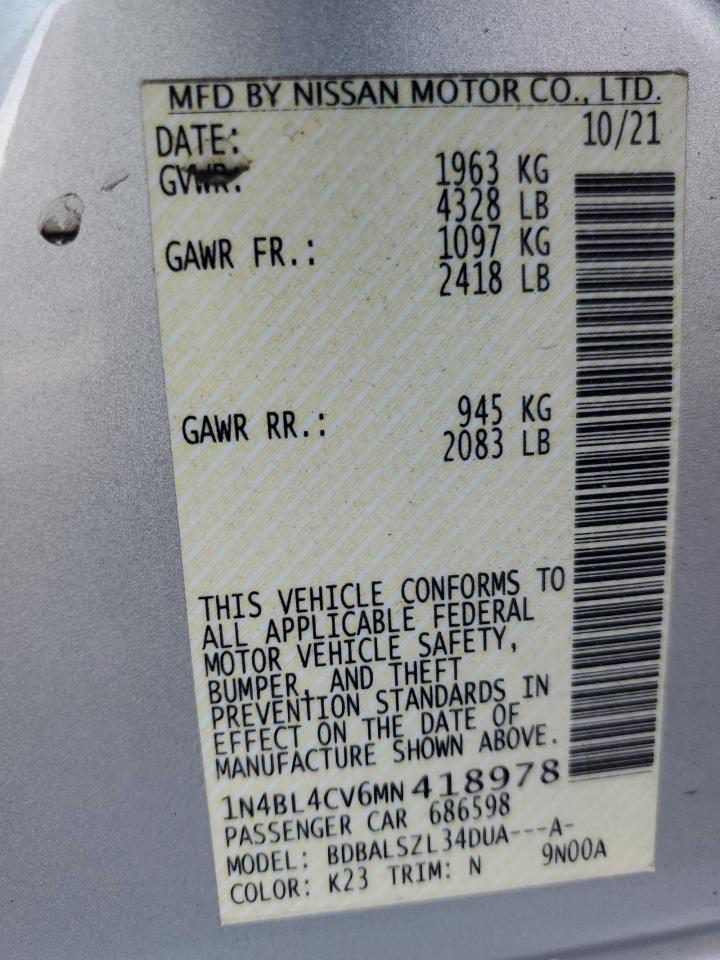 MFD BY NISSAN MOTOR CO., LTD.
DATE: 10/21
GVWR: 1963 KG
4328 LB
GAWR FR.: 1097 KG
2418 LB
GAWR RR.: 945 KG
2083 LB
THIS VEHICLE CONFORMS TO
ALL APPLICABLE FEDERAL
MOTOR VEHICLE SAFETY,
BUMPER, AND THEFT
PREVENTION STANDARDS IN
EFFECT ON THE DATE OF
MANUFACTURE SHOWN ABOVE.
1N4BL4CV6MN418978
PASSENGER CAR 686598
MODEL: BDBALSZL34DUA---A-
COLOR: K23 TRIM: N 9N00A